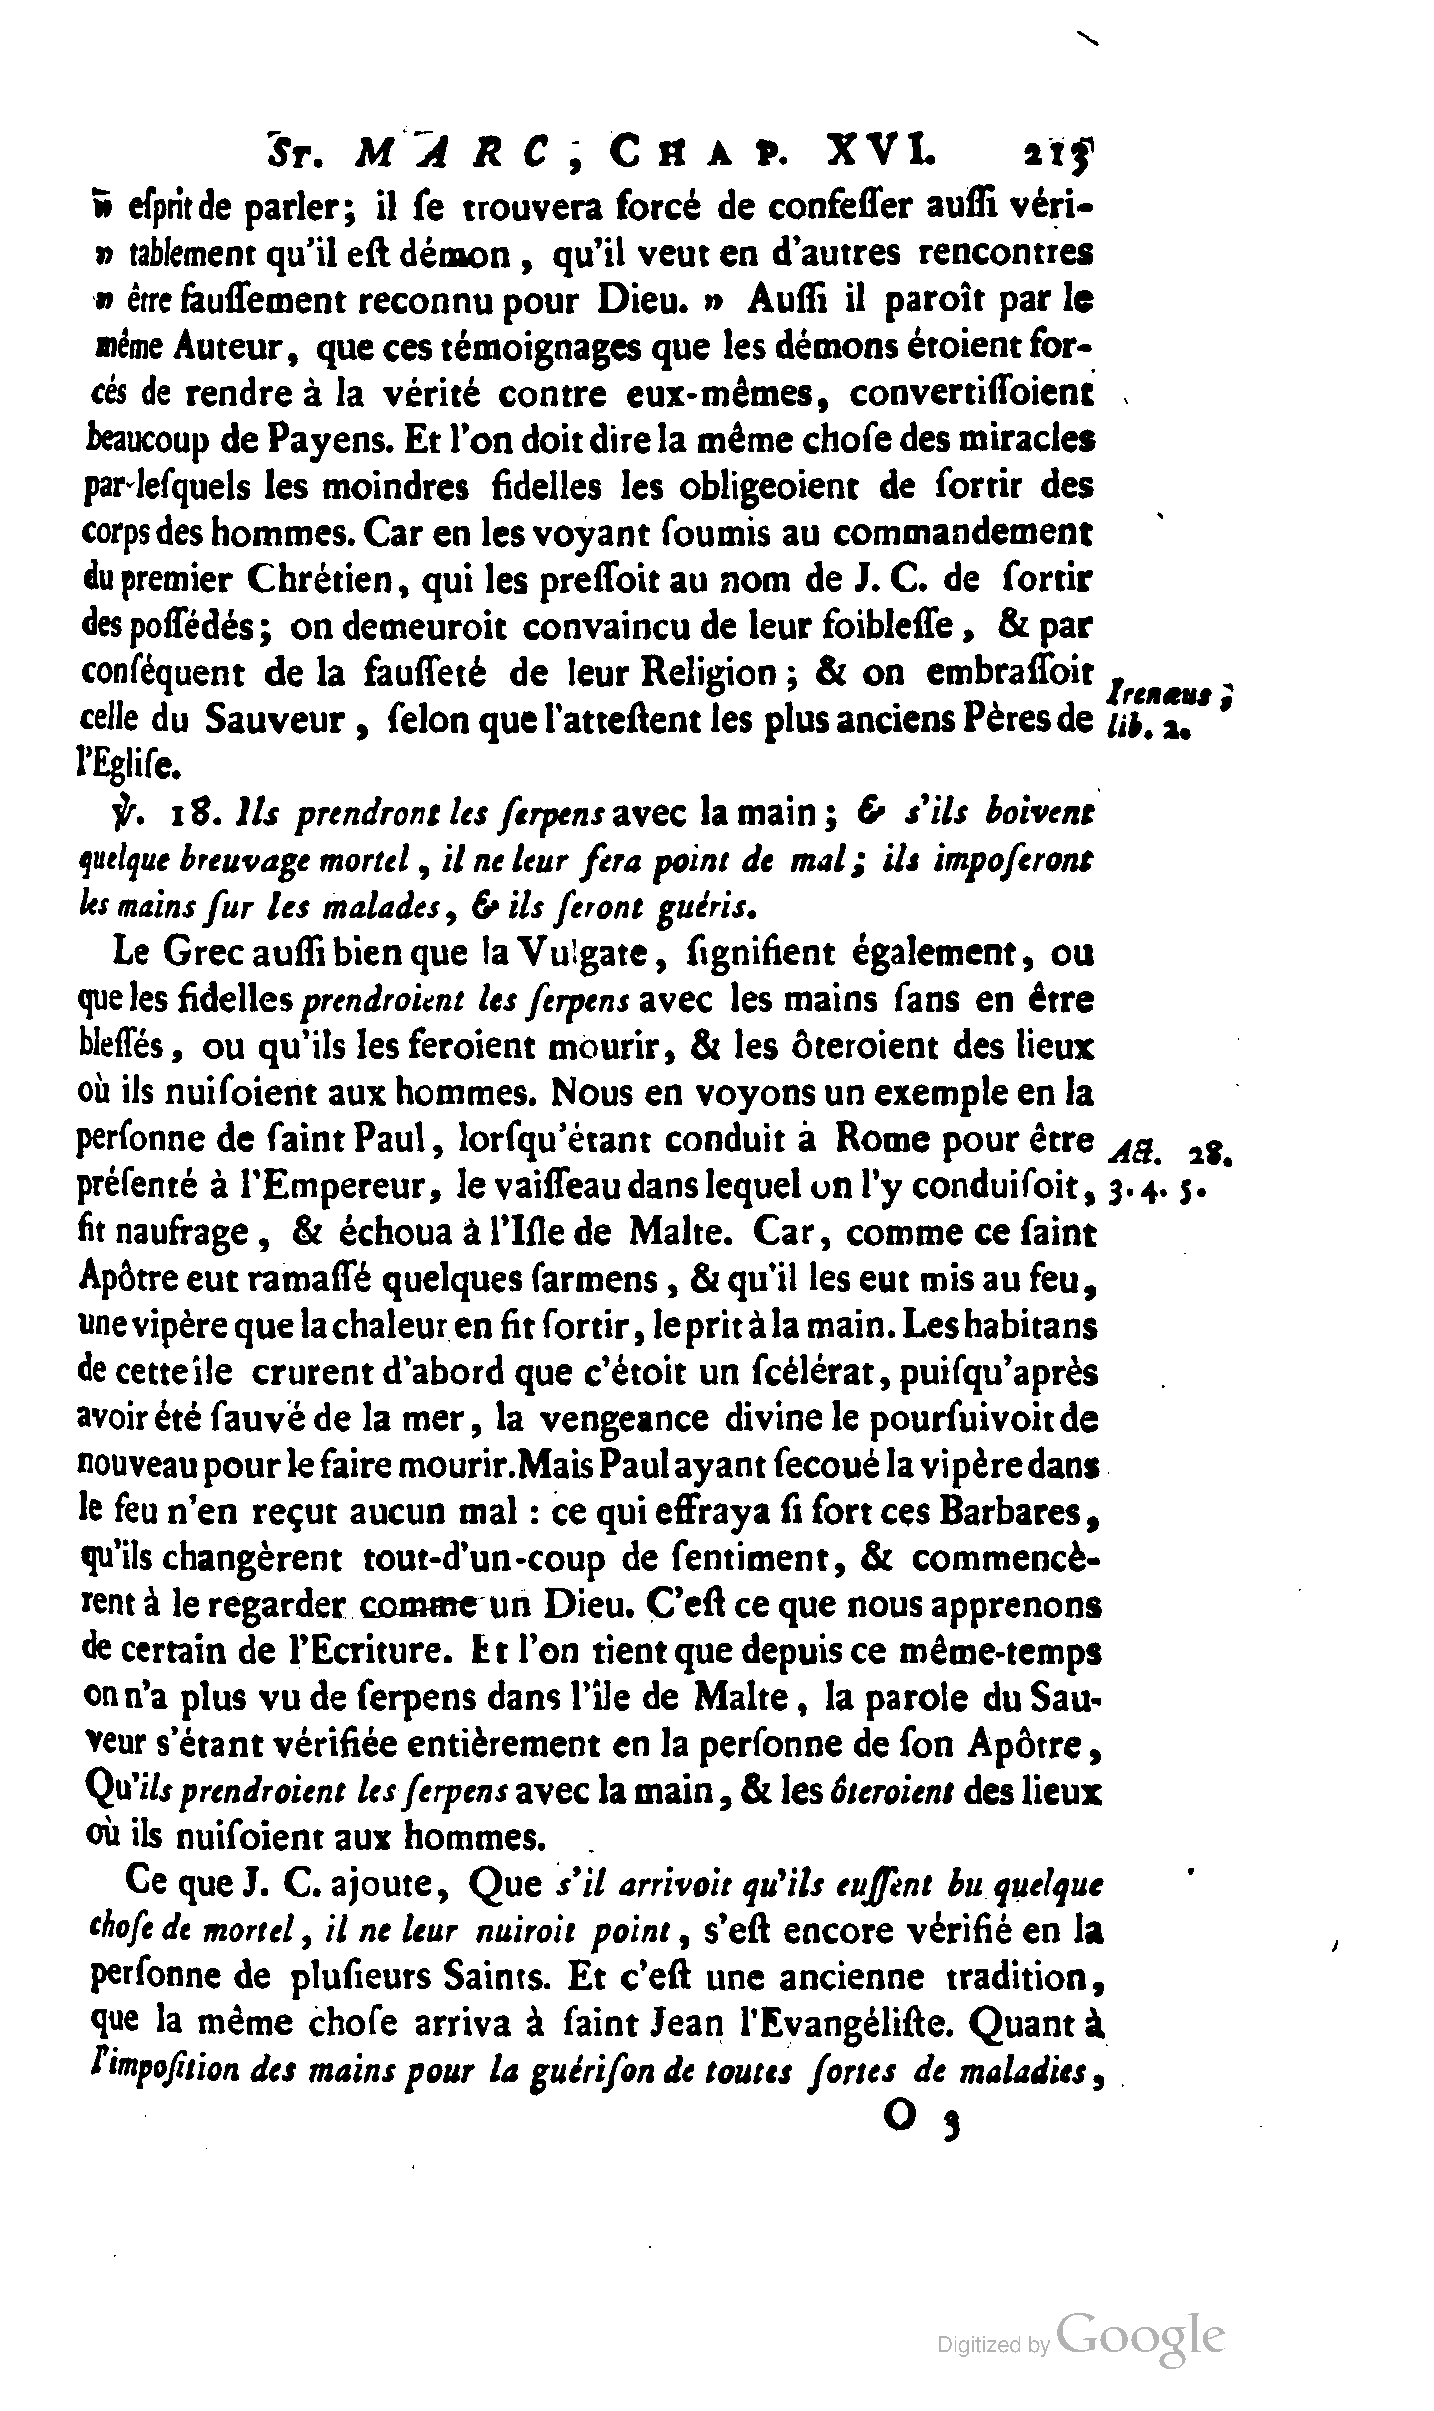 St. MARC, CHAP. XVI. 215
» eſprit de parler; il ſe trouvera forcé de confeſſer auſſi véri-
» tablement qu'il eſt démon, qu'il veut en d'autres rencontres
» être fauſſement reconnu pour Dieu. » Auſſi il paroît par le
même Auteur, que ces témoignages que les démons étoient for-
cés de rendre à la vérité contre eux-mêmes, convertiſſoient
beaucoup de Payens. Et l'on doit dire la même choſe des miracles
par-leſquels les moindres fidelles les obligeoient de ſortir des
corps des hommes. Car en les voyant ſoumis au commandement
du premier Chrétien, qui les preſſoit au nom de J. C. de ſortir
des poſſédés; on demeuroit convaincu de leur foibleſſe, & par
conſéquent de la fauſſeté de leur Religion; & on embraſſoit
celle du Sauveur, ſelon que l'atteſtent les plus anciens Pères de
l'Egliſe.
Irenæus,
lib. 2.
℣. 18. Ils prendront les ſerpens avec la main; & s'ils boivent
quelque breuvage mortel, il ne leur fera point de mal; ils impoſeront
les mains ſur les malades, & ils ſeront guéris.
Le Grec auſſi bien que la Vulgate, ſignifient également, ou
que les fidelles prendroient les ſerpens avec les mains ſans en être
bleſſés, ou qu'ils les feroient mourir, & les ôteroient des lieux
où ils nuiſoient aux hommes. Nous en voyons un exemple en la
perſonne de ſaint Paul, lorſqu'étant conduit à Rome pour être
préſenté à l'Empereur, le vaiſſeau dans lequel on l'y conduiſoit,
Act. 28.
3. 4. 5.
fit naufrage, & échoua à l'Iſle de Malte. Car, comme ce ſaint
Apôtre eut ramaſſé quelques ſarmens, & qu'il les eut mis au feu,
une vipère que la chaleur en fit ſortir, le prit à la main. Les habitans
de cette île crurent d'abord que c'étoit un ſcélérat, puiſqu'après
avoir été ſauvé de la mer, la vengeance divine le pourſuivoit de
nouveau pour le faire mourir. Mais Paul ayant ſecoué la vipère dans
le feu n'en reçut aucun mal : ce qui effraya ſi fort ces Barbares,
qu'ils changèrent tout-d'un-coup de ſentiment, & commencè-
rent à le regarder comme un Dieu. C'eſt ce que nous apprenons
de certain de l'Ecriture. Et l'on tient que depuis ce même-temps
on n'a plus vu de ſerpens dans l'île de Malte, la parole du Sau-
veur s'étant vérifiée entièrement en la perſonne de ſon Apôtre,
Qu'ils prendroient les ſerpens avec la main, & les ôteroient des lieux
où ils nuiſoient aux hommes.
Ce que J. C. ajoute, Que s'il arrivoit qu'ils euſſent bu quelque
choſe de mortel, il ne leur nuiroit point, s'eſt encore vérifié en la
perſonne de pluſieurs Saints. Et c'eſt une ancienne tradition,
que la même choſe arriva à ſaint Jean l'Evangéliſte. Quant à
l'impoſition des mains pour la guériſon de toutes ſortes de maladies,
O 3
Digitized by Google